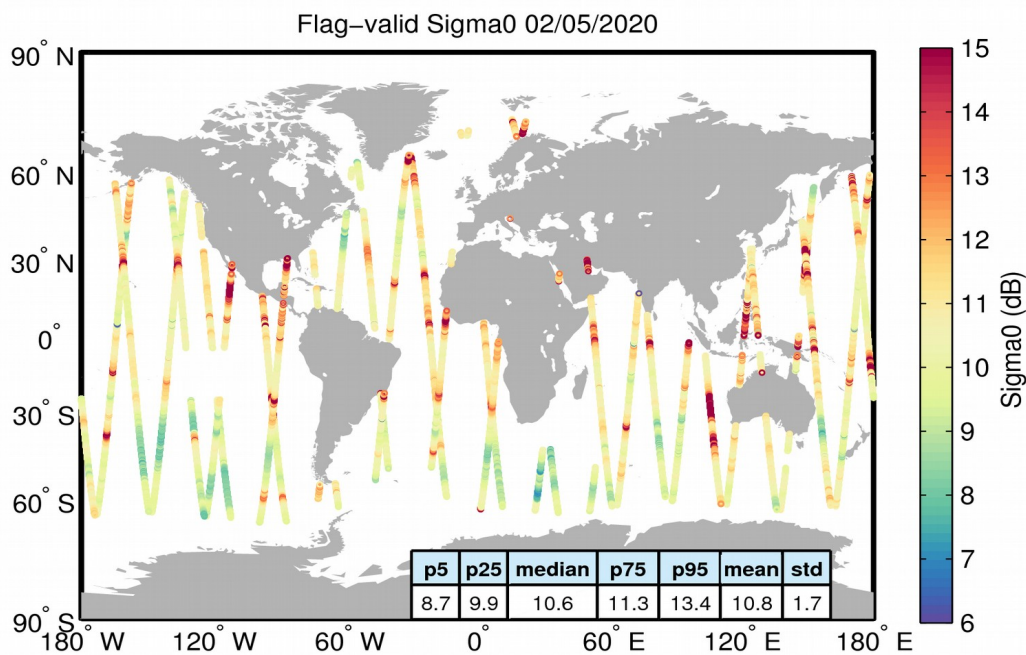 Flag−valid Sigma0 02/05/2020
90° N
60° N
30° N
0°
30° S
60° S
90° S
180° W
120° W
60° W
0°
60° E
120° E
180° E
15
14
13
12
11
10
9
8
7
6
Sigma0 (dB)
p5 p25 median p75 p95 mean std
8.7 9.9 10.6 11.3 13.4 10.8 1.7